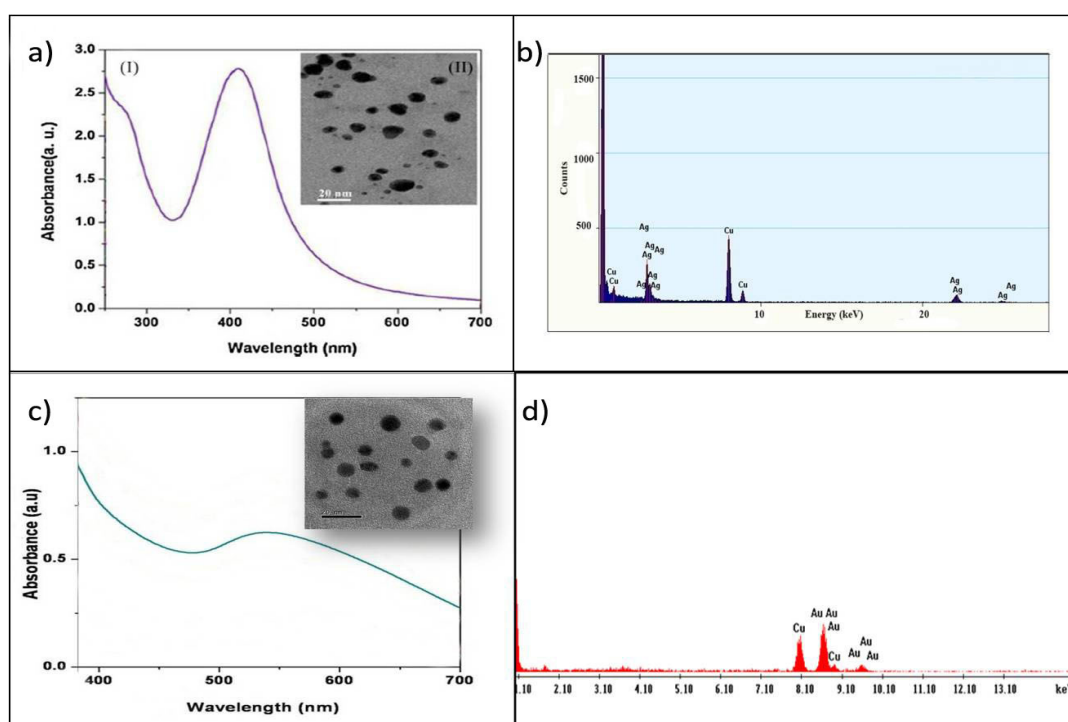 a)
(I)
(II)
3.0
2.5
2.0
1.5
1.0
0.5
0.0
Absorbance(a. u.)
20 nm
300
400
500
600
700
Wavelength (nm)
b)
1500
1000
500
Counts
Ag
Ag Ag
Ag
Ag Ag
Ag
Cu
Cu
Cu
Cu
Ag
Ag
Ag
Ag
10
Energy (keV)
20
c)
1.0
0.5
0.0
Absorbance (a.u)
400
500
600
700
Wavelength (nm)
d)
Cu
Au Au
Au
Cu
Au
Au
Au
1.10 2.10 3.10 4.10 5.10 6.10 7.10 8.10 9.10 10.10 11.10 12.10 13.10